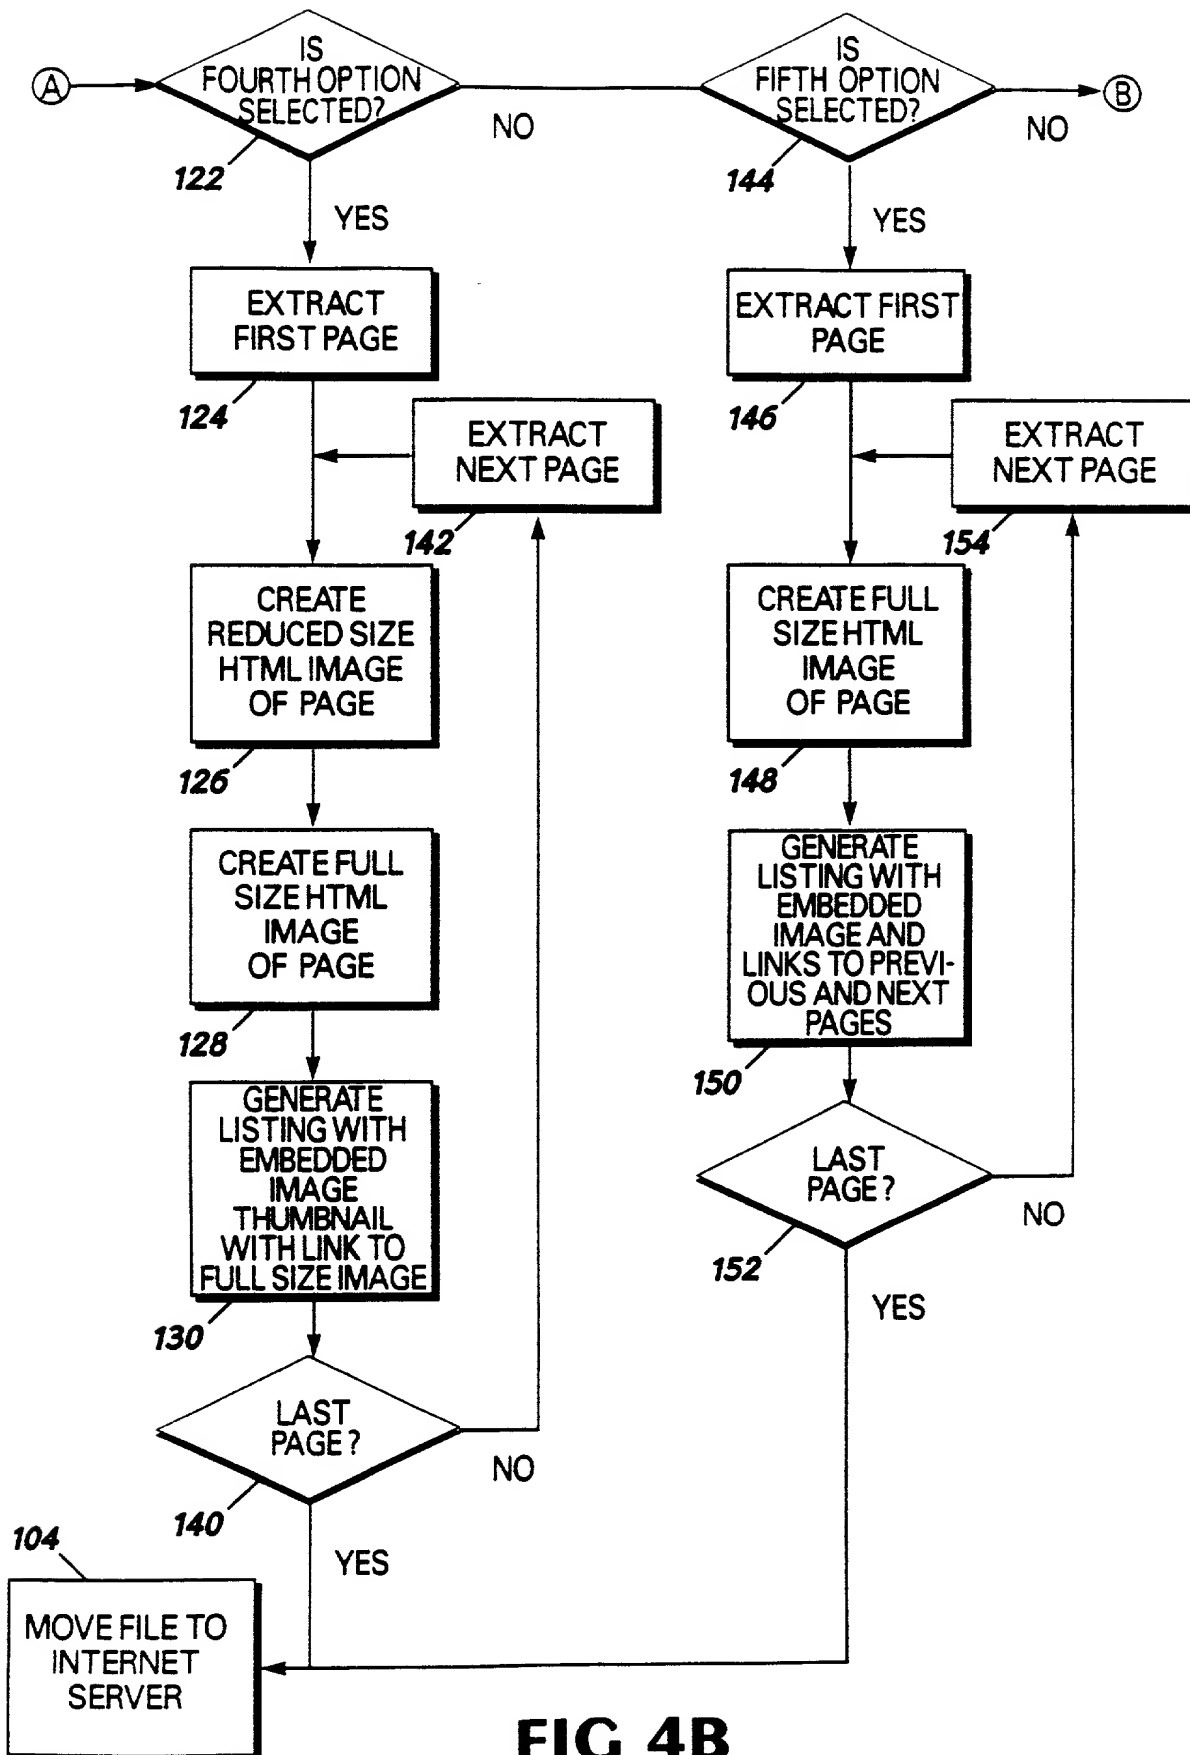 A
IS
FOURTH OPTION
SELECTED?
NO
122
YES
EXTRACT
FIRST PAGE
124
EXTRACT
NEXT PAGE
142
CREATE
REDUCED SIZE
HTML IMAGE
OF PAGE
126
CREATE FULL
SIZE HTML
IMAGE
OF PAGE
128
GENERATE
LISTING WITH
EMBEDDED
IMAGE
THUMBNAIL
WITH LINK TO
FULL SIZE IMAGE
130
LAST
PAGE?
NO
140
YES
104
MOVE FILE TO
INTERNET
SERVER
IS
FIFTH OPTION
SELECTED?
B
NO
144
YES
EXTRACT FIRST
PAGE
146
EXTRACT
NEXT PAGE
154
CREATE FULL
SIZE HTML
IMAGE
OF PAGE
148
GENERATE
LISTING WITH
EMBEDDED
IMAGE AND
LINKS TO PREVI-
OUS AND NEXT
PAGES
150
LAST
PAGE?
NO
152
YES
FIG 4B